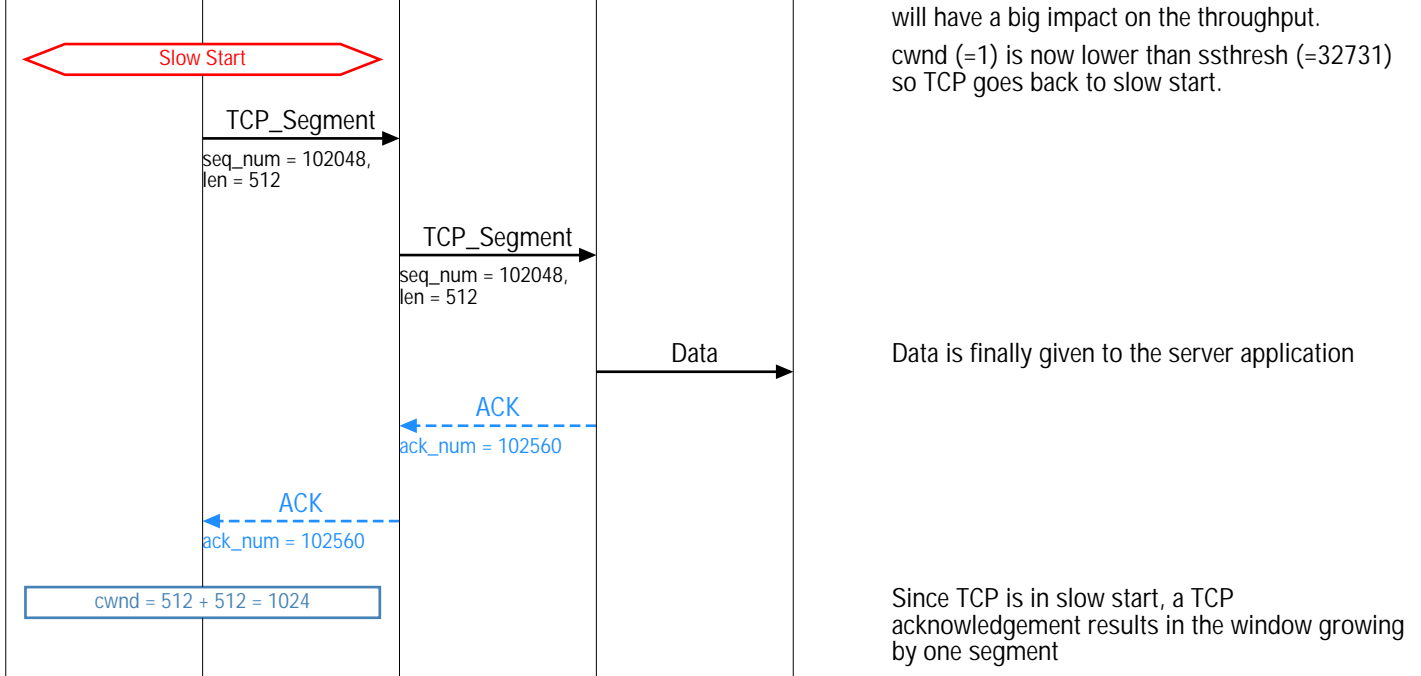 will have a big impact on the throughput.
cwnd (=1) is now lower than ssthresh (=32731)
so TCP goes back to slow start.
Slow Start
TCP_Segment
seq_num = 102048,
len = 512
TCP_Segment
seq_num = 102048,
len = 512
Data
Data is finally given to the server application
ACK
ack_num = 102560
ACK
ack_num = 102560
cwnd = 512 + 512 = 1024
Since TCP is in slow start, a TCP
acknowledgement results in the window growing
by one segment